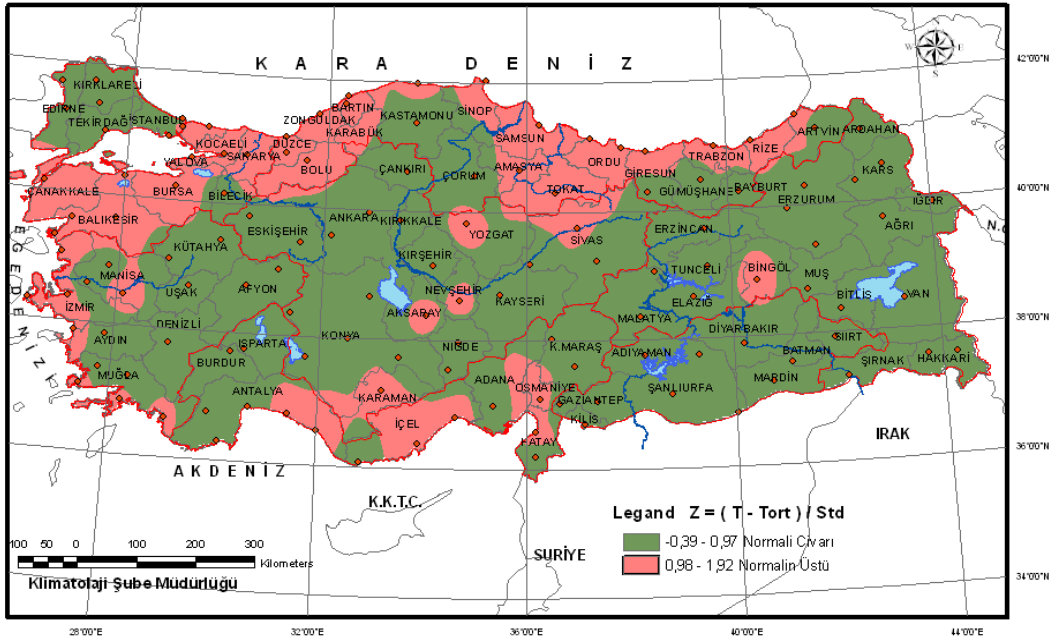 N
W E
S
K A R A D E N İ Z
42°00'0"N
KIRKLARELİ
EDİRNE
TEKİRDAĞ
İSTANBUL
BARTIN
ZONGULDAK
KARABÜK
KASTAMONU
SİNOP
SAMSUN
KOCAELİ
SAKARYA
DÜZCE
BOLU
YALOVA
ÇANKIRI
ÇORUM
AMASYA
TOKAT
ORDU
GİRESUN
TRABZON
RİZE
ARTVİN
ARDAHAN
KARS
ÇANAKKALE
BURSA
BİLECİK
GÜMÜŞHANE
BAYBURT
ERZURUM
IĞDIR
40°00'0"N
BALIKESİR
ESKİŞEHİR
ANKARA
KIRIKKALE
YOZGAT
SİVAS
ERZİNCAN
AĞRI
N.C
E G E D E N İ Z İ
KÜTAHYA
KIRŞEHİR
TUNCELİ
BİNGÖL
MUŞ
MANİSA
UŞAK
AFYON
NEVŞEHİR
KAYSERİ
ELAZIĞ
BİTLİS
VAN
İZMİR
AKSARAY
MALATYA
38°00'0"N
DENİZLİ
KONYA
DİYARBAKIR
AYDIN
ISPARTA
NİĞDE
K.MARAŞ
ADIYAMAN
BATMAN
SİİRT
ŞIRNAK
HAKKARİ
BURDUR
MUĞLA
ANTALYA
KARAMAN
ADANA
OSMANİYE
GAZİANTEP
ŞANLIURFA
MARDİN
İÇEL
KİLİS
HATAY
IRAK
36°00'0"N
A K D E N İ Z
K.K.T.C.
Legand Z = ( T - Tort ) / Std
-0,39 - 0,97 Normali Civarı
0,98 - 1,92 Normalin Üstü
SURİYE
100 50 0 100 200 300
Kilometers
Klimatolaji Şube Müdürlüğü
34°00'0"N
28°00'E 32°00'E 36°00'E 40°00'E 44°00'E